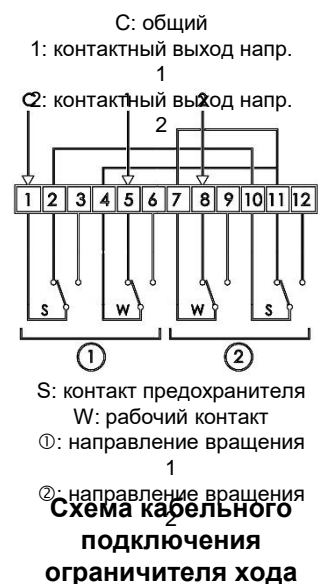 C: общий
1: контактный выход напр.
1
2: контактный выход напр.
2
C 1 2
1 2 3 4 5 6 7 8 9 10 11 12
S W W S
1 2
S: контакт предохранителя
W: рабочий контакт
①: направление вращения
1
②: направление вращения
2
Схема кабельного
подключения
ограничителя хода